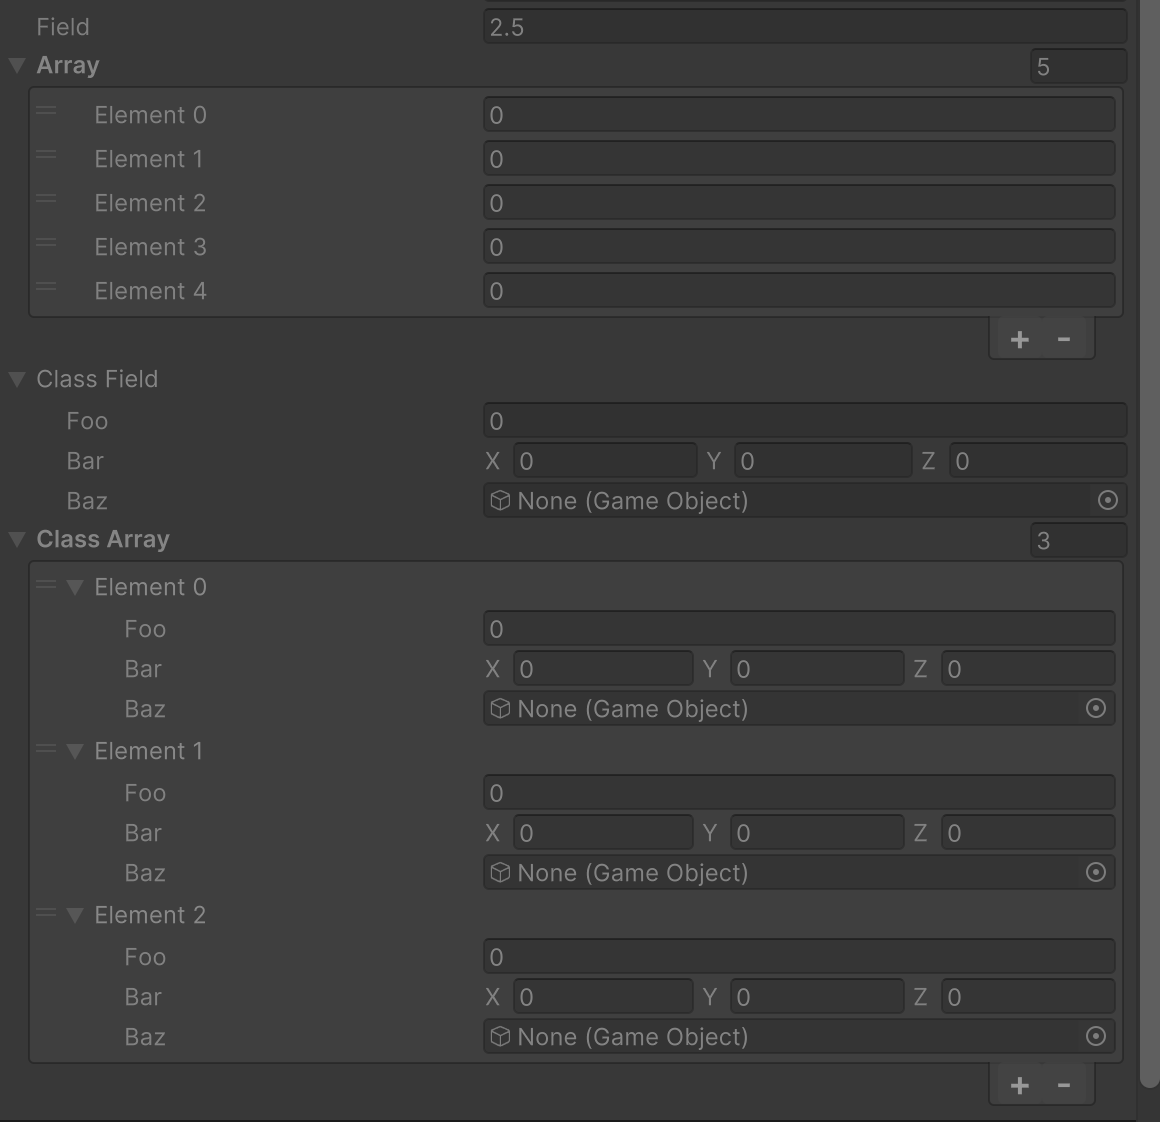 Field 2.5
Array 5
Element 0 0
Element 1 0
Element 2 0
Element 3 0
Element 4 0
+ -
Class Field
Foo 0
Bar X 0 Y 0 Z 0
Baz None (Game Object)
Class Array 3
Element 0
Foo 0
Bar X 0 Y 0 Z 0
Baz None (Game Object)
Element 1
Foo 0
Bar X 0 Y 0 Z 0
Baz None (Game Object)
Element 2
Foo 0
Bar X 0 Y 0 Z 0
Baz None (Game Object)
+ -